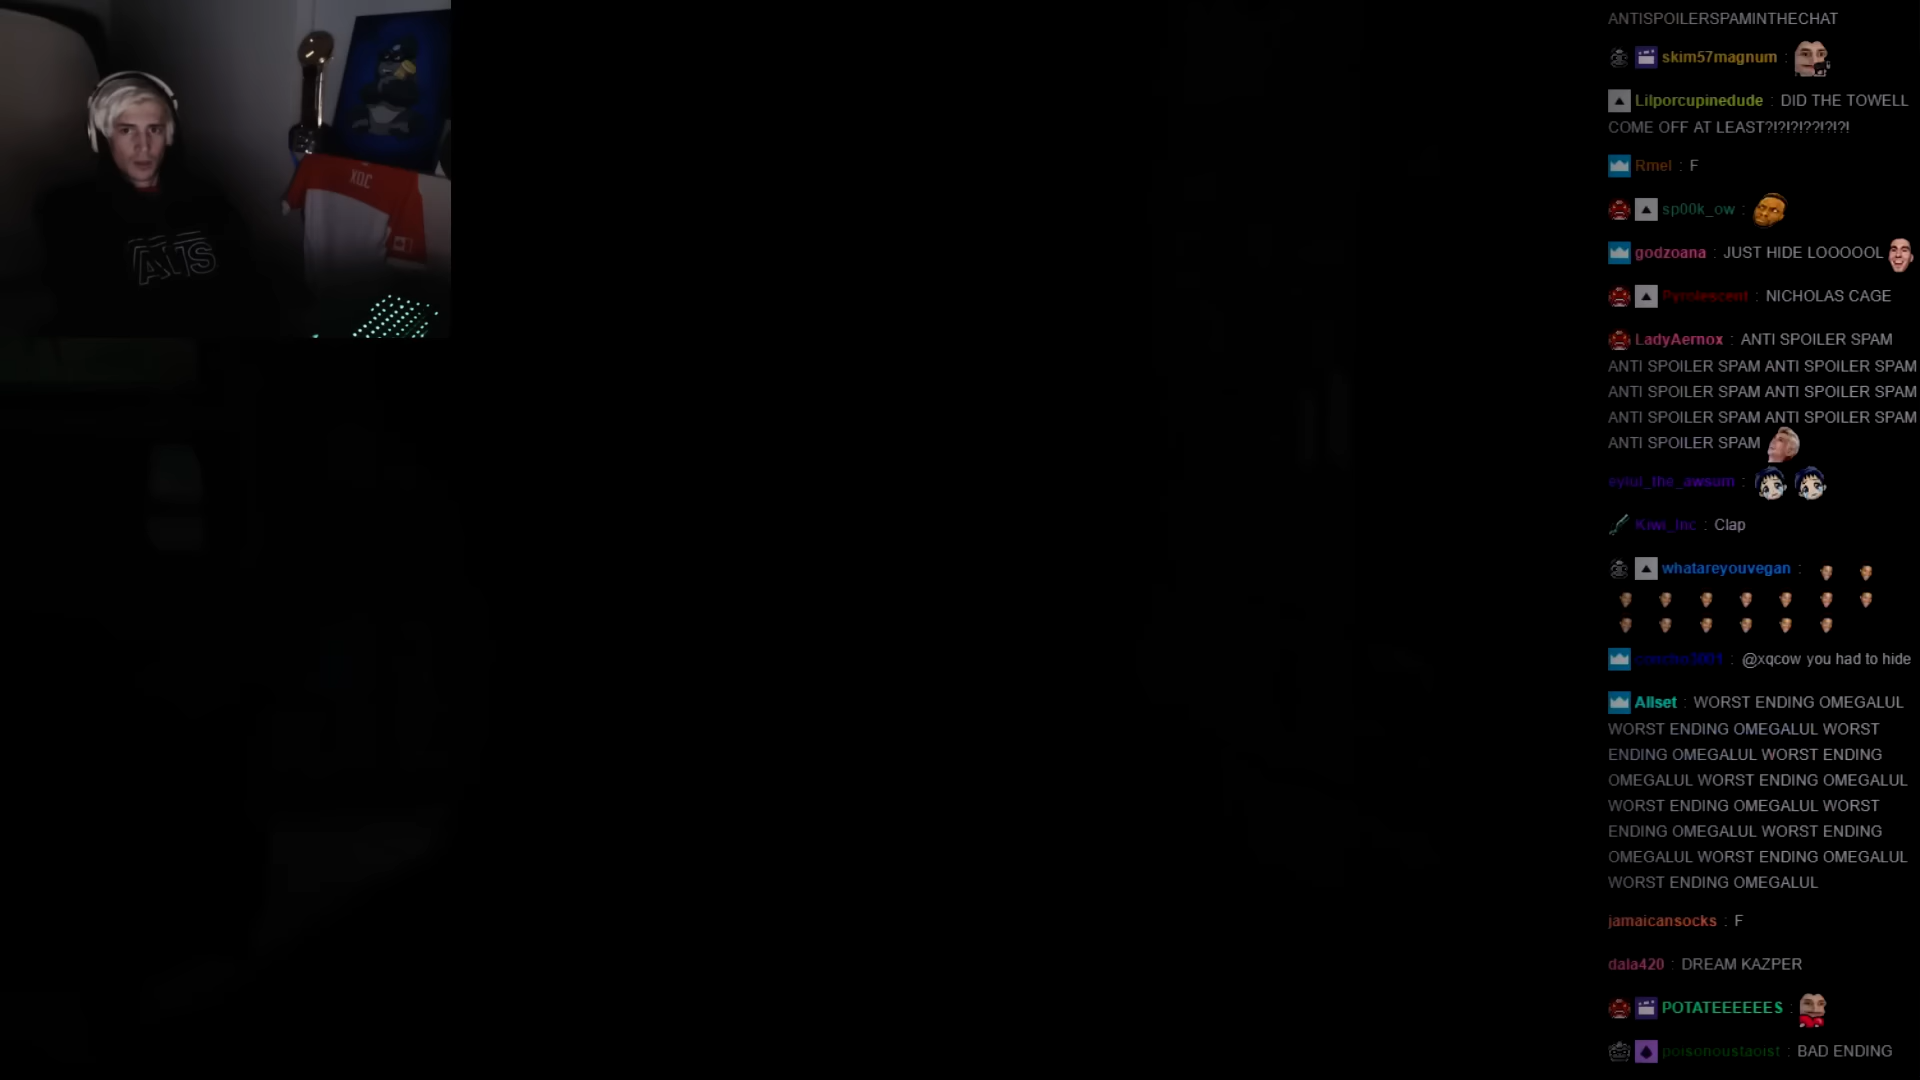 XQC
ANTISPOILERSPAMINTHECHAT
skim57magnum :
Lilporcupinedude : DID THE TOWELL
COME OFF AT LEAST?!?!?!??!?!?!
Rmel : F
sp00k_ow :
godzoana : JUST HIDE LOOOOOL
: NICHOLAS CAGE
LadyAernox : ANTI SPOILER SPAM
ANTI SPOILER SPAM ANTI SPOILER SPAM
ANTI SPOILER SPAM ANTI SPOILER SPAM
ANTI SPOILER SPAM ANTI SPOILER SPAM
ANTI SPOILER SPAM
eylul_the_awsum :
Kiwi_Inc : Clap
whatareyouvegan :
: @xqcow you had to hide
Allset : WORST ENDING OMEGALUL
WORST ENDING OMEGALUL WORST
ENDING OMEGALUL WORST ENDING
OMEGALUL WORST ENDING OMEGALUL
WORST ENDING OMEGALUL WORST
ENDING OMEGALUL WORST ENDING
OMEGALUL WORST ENDING OMEGALUL
WORST ENDING OMEGALUL
jamaicansocks : F
dala420 : DREAM KAZPER
POTATEEEEEES :
poisonoustaoist : BAD ENDING